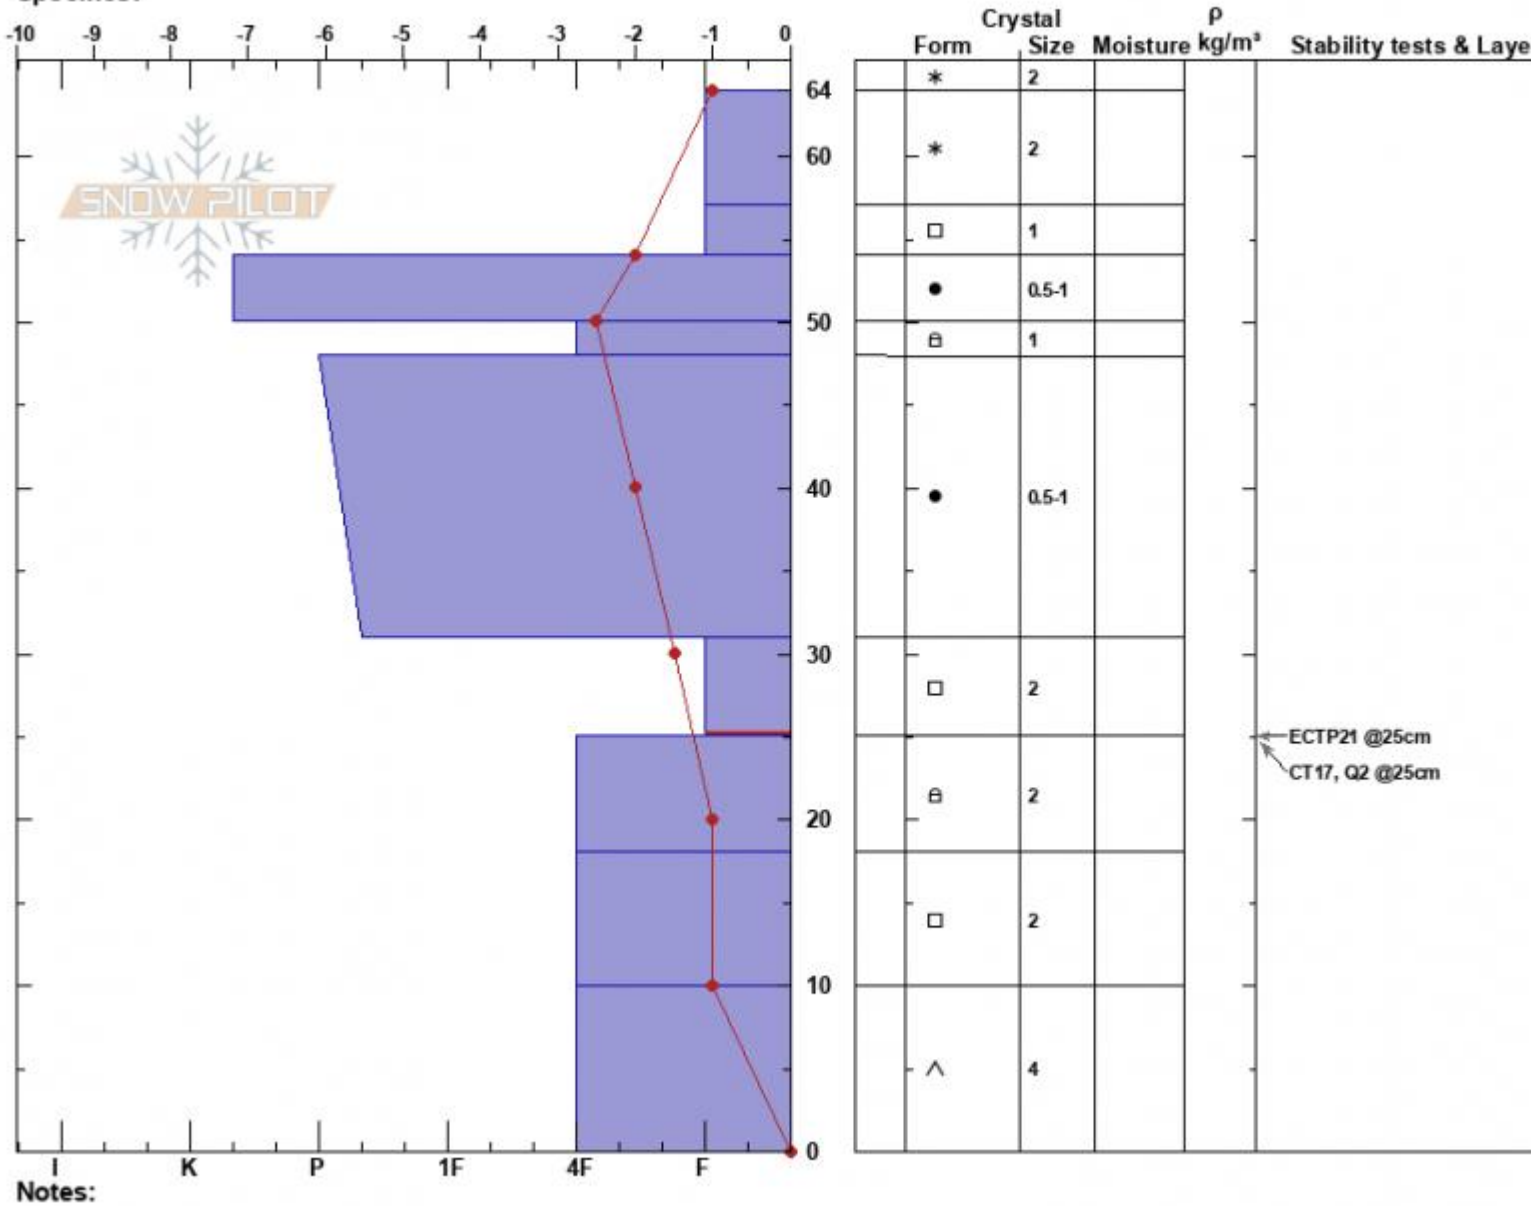 Crystal ρ
-10 -9 -8 -7 -6 -5 -4 -3 -2 -1 0
Form Size Moisture kg/m³ Stability tests & Laye
2
64
SNOW PILOT
60
2
1
0.5-1
50
1
40
0.5-1
30
2
ECTP21 @25cm
CT17, Q2 @25cm
2
20
2
10
4
0
I K P 1F 4F F
Notes: